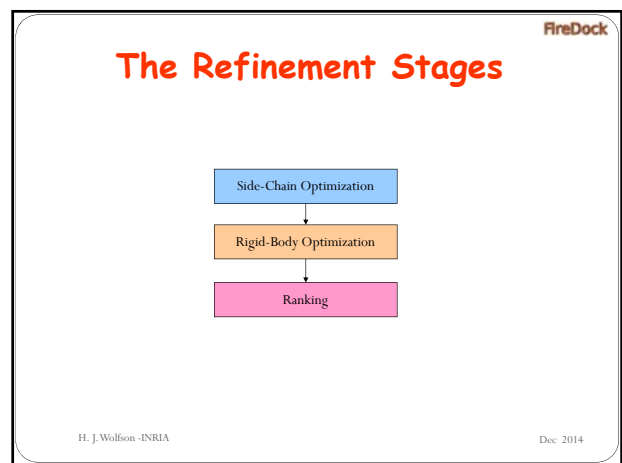 FireDock
The Refinement Stages
Side-Chain Optimization
Rigid-Body Optimization
Ranking
H. J. Wolfson -INRIA
Dec 2014